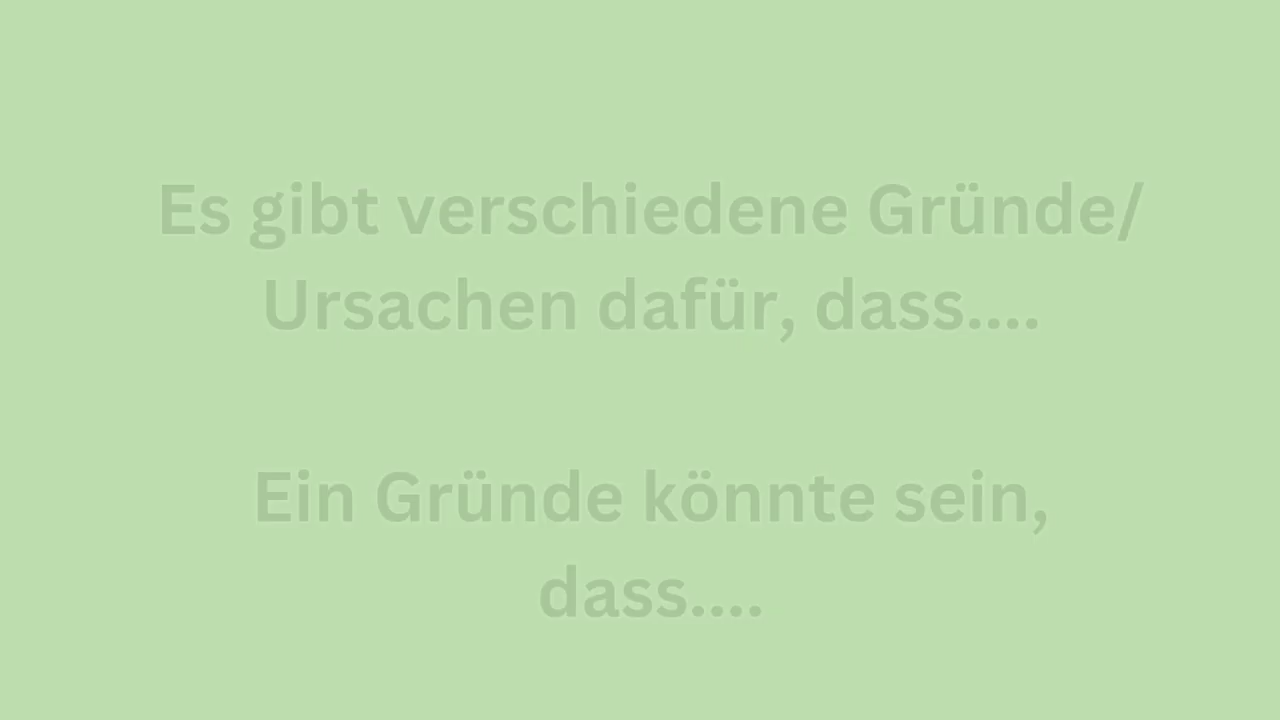 Es gibt verschiedene Gründe/
Ursachen dafür, dass....
Ein Gründe könnte sein,
dass....